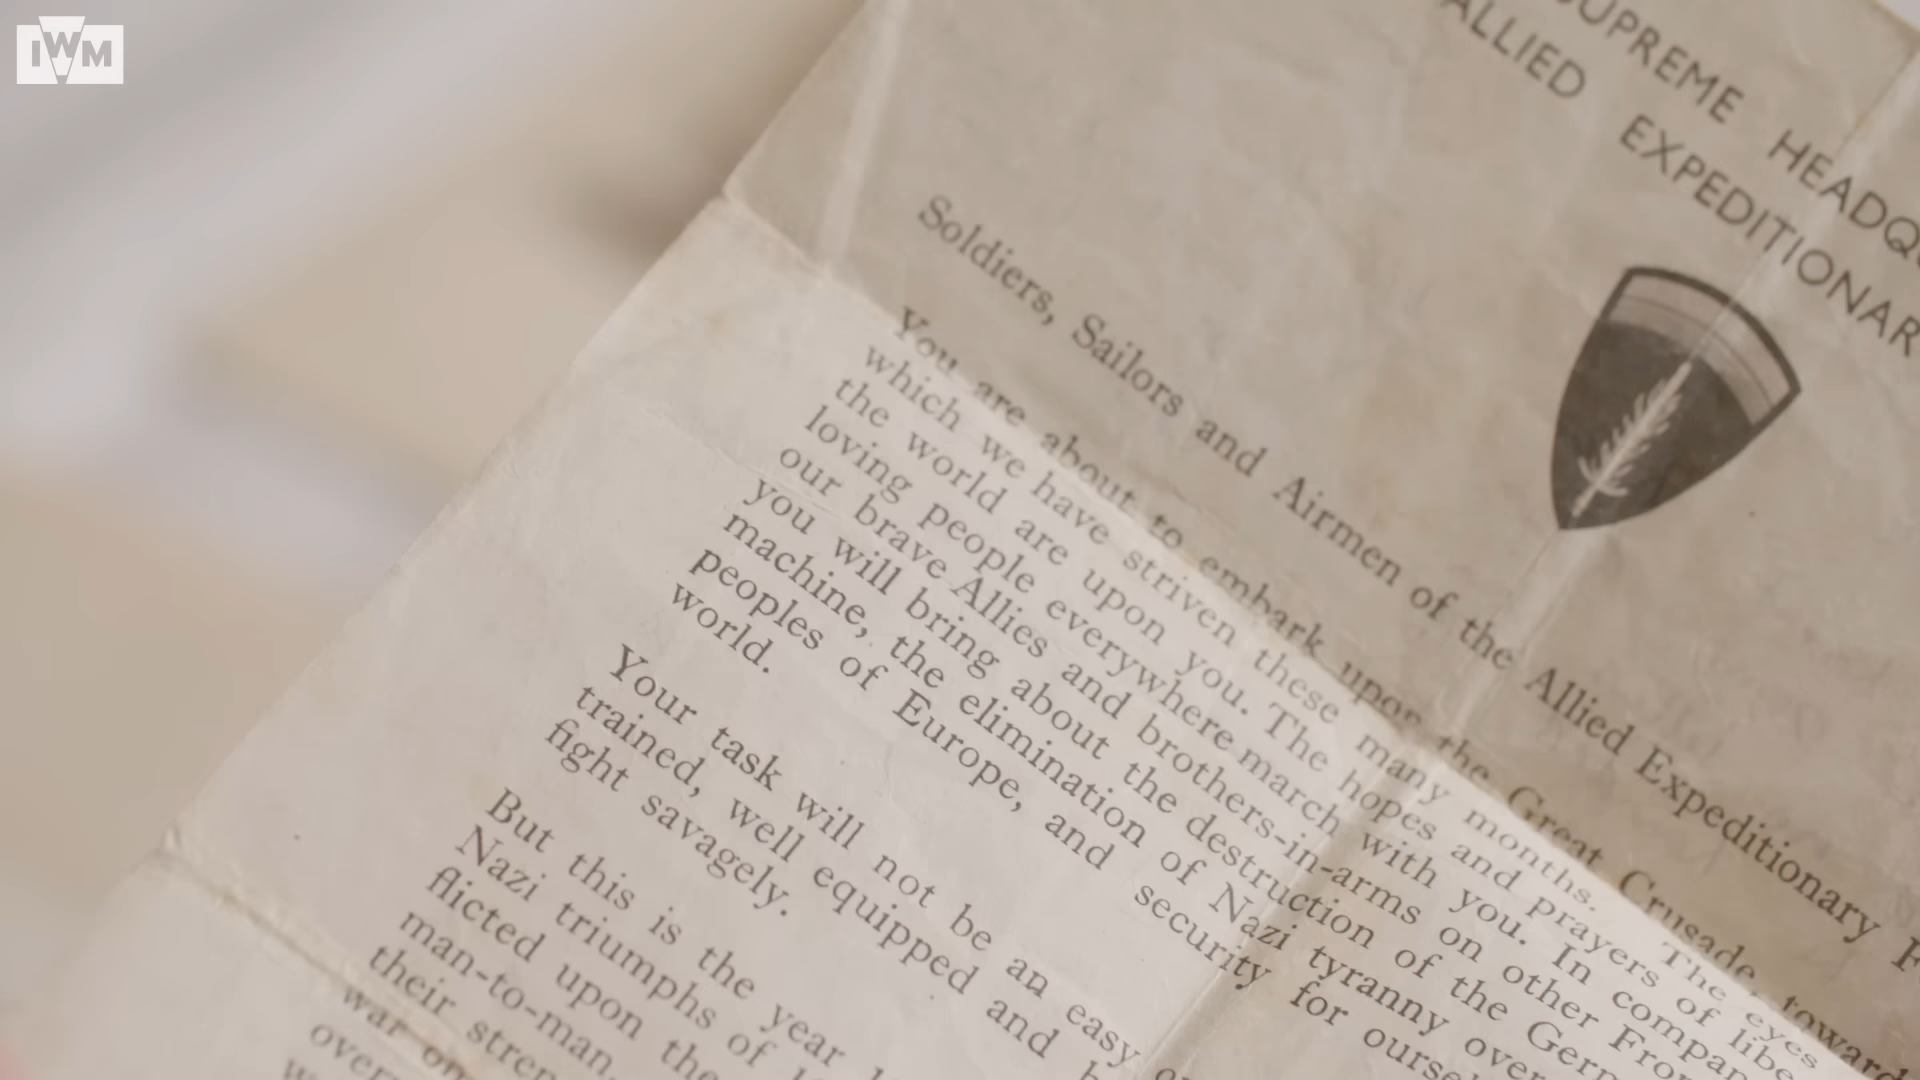 IWM
SUPREME HEADQU
ALLIED EXPEDITIONAR
Soldiers, Sailors and Airmen of the Allied Expeditionary F
You are about to embark upon the Great Crusade, toward
which we have striven these many months. The eyes
the world are upon you. The hopes and prayers of libe
loving people everywhere march with you. In compan
our brave Allies and brothers-in-arms on other Fron
you will bring about the destruction of the Germ
machine, the elimination of Nazi tyranny over
peoples of Europe, and security for ourse
world.
Your task will not be an easy
trained, well equipped and b
fight savagely.
But this is the year
Nazi triumphs of
flicted upon the
man-to-man.
their stren
war on
over